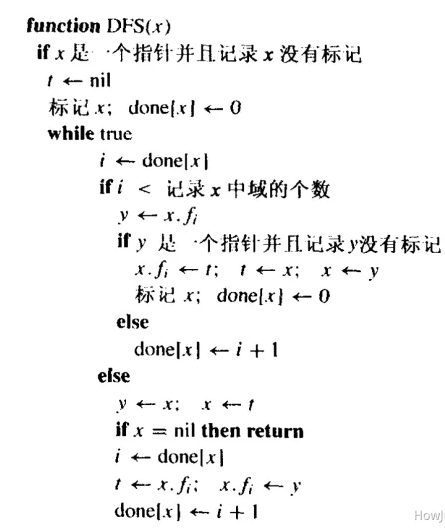 function DFS(x)
if x 是一个指针并且记录 x 没有标记
t ← nil
标记 x; done[x] ← 0
while true
i ← done[x]
if i < 记录 x 中域的个数
y ← x.fᵢ
if y 是一个指针并且记录y没有标记
x.fᵢ ← t; t ← x; x ← y
标记 x; done[x] ← 0
else
done[x] ← i + 1
else
y ← x; x ← t
if x = nil then return
i ← done[x]
t ← x.fᵢ; x.fᵢ ← y
done[x] ← i + 1
HowJ